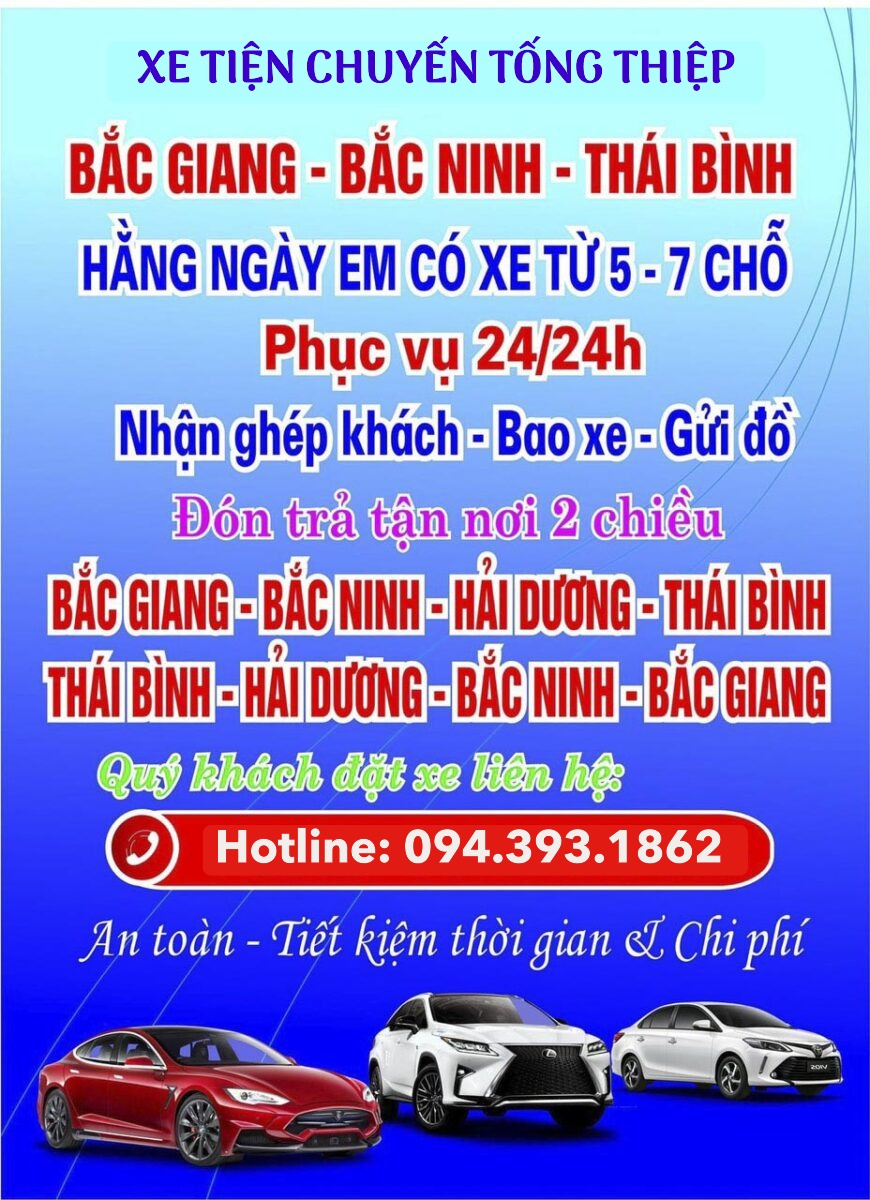 XE TIỆN CHUYẾN TỐNG THIỆP
BẮC GIANG - BẮC NINH - THÁI BÌNH
HẰNG NGÀY EM CÓ XE TỪ 5 - 7 CHỖ
Phục vụ 24/24h
Nhận ghép khách - Bao xe - Gửi đồ
Đón trả tận nơi 2 chiều
BẮC GIANG - BẮC NINH - HẢI DƯƠNG - THÁI BÌNH
THÁI BÌNH - HẢI DƯƠNG - BẮC NINH - BẮC GIANG
Quý khách đặt xe liên hệ:
Hotline: 094.393.1862
An toàn - Tiết kiệm thời gian & Chi phí
VIOS